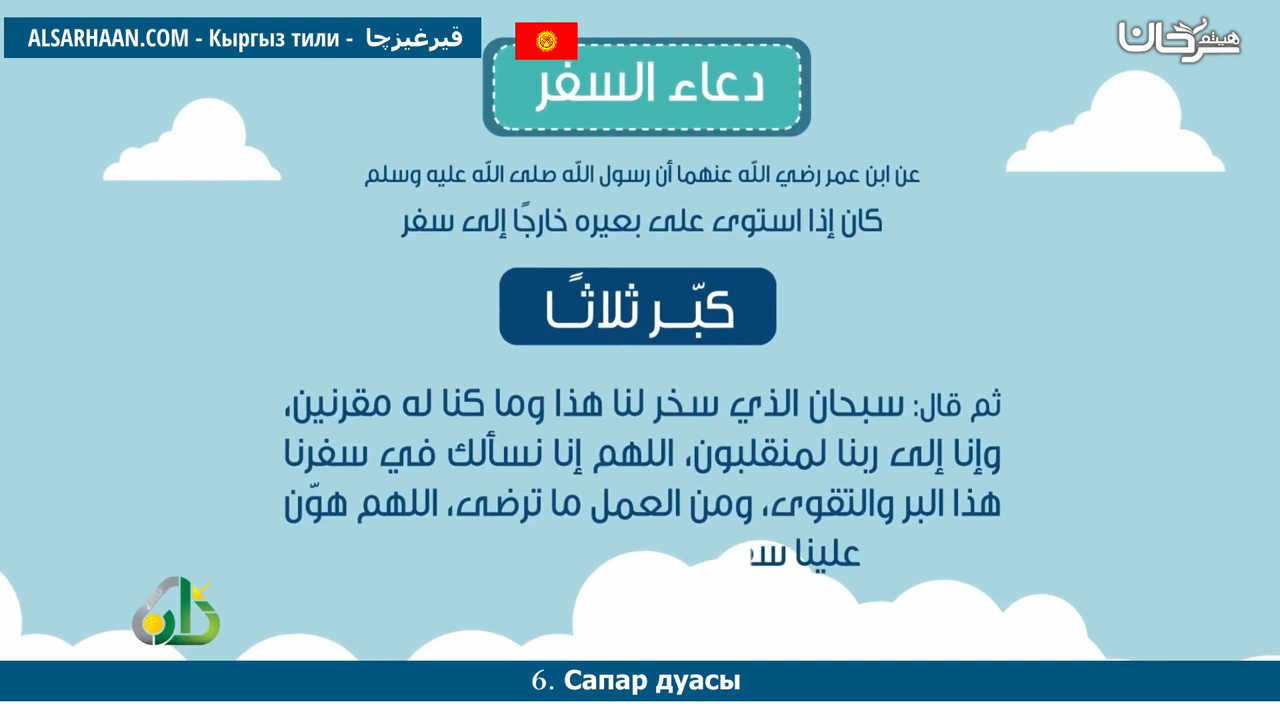 ALSARHAAN.COM - Кыргыз тили - قيرغيزچا
هيثم سرحان
دعاء السفر
عن ابن عمر رضي الله عنهما أن رسول الله صلى الله عليه وسلم
كان إذا استوى على بعيره خارجًا إلى سفر
كبّــر ثلاثــًا
ثم قال: سبحان الذي سخر لنا هذا وما كنا له مقرنين،
وإنا إلى ربنا لمنقلبون، اللهم إنا نسألك في سفرنا
هذا البر والتقوى، ومن العمل ما ترضى، اللهم هوّن
علينا
6. Сапар дуасы